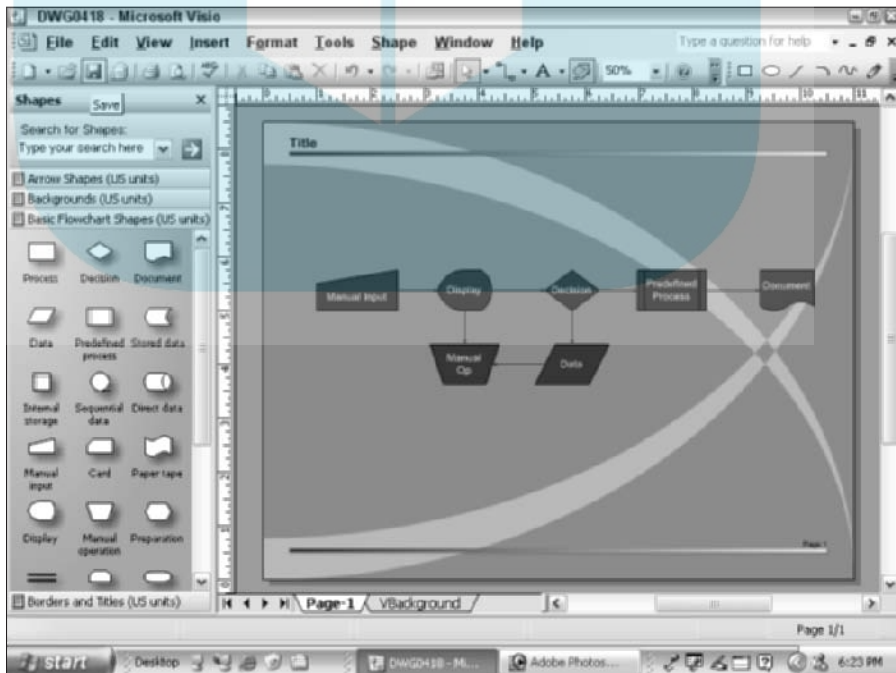 DWG0418 - Microsoft Visio
File Edit View Insert Format Tools Shape Window Help
Type a question for help
A
50%
Shapes
Save
Search for Shapes:
Type your search here
Arrow Shapes (US units)
Backgrounds (US units)
Basic Flowchart Shapes (US units)
Process Decision Document
Data Predefined process Stored data
Internal storage Sequential data Direct data
Manual input Card Paper tape
Display Manual operation Preparation
Borders and Titles (US units)
Title
Manual Input
Display
Decision
Predefined
Process
Document
Manual
Op
Data
Page 1
Page-1 VBackground
Page 1/1
start Desktop DWG0418 - Mi... Adobe Photos... 6:23 PM